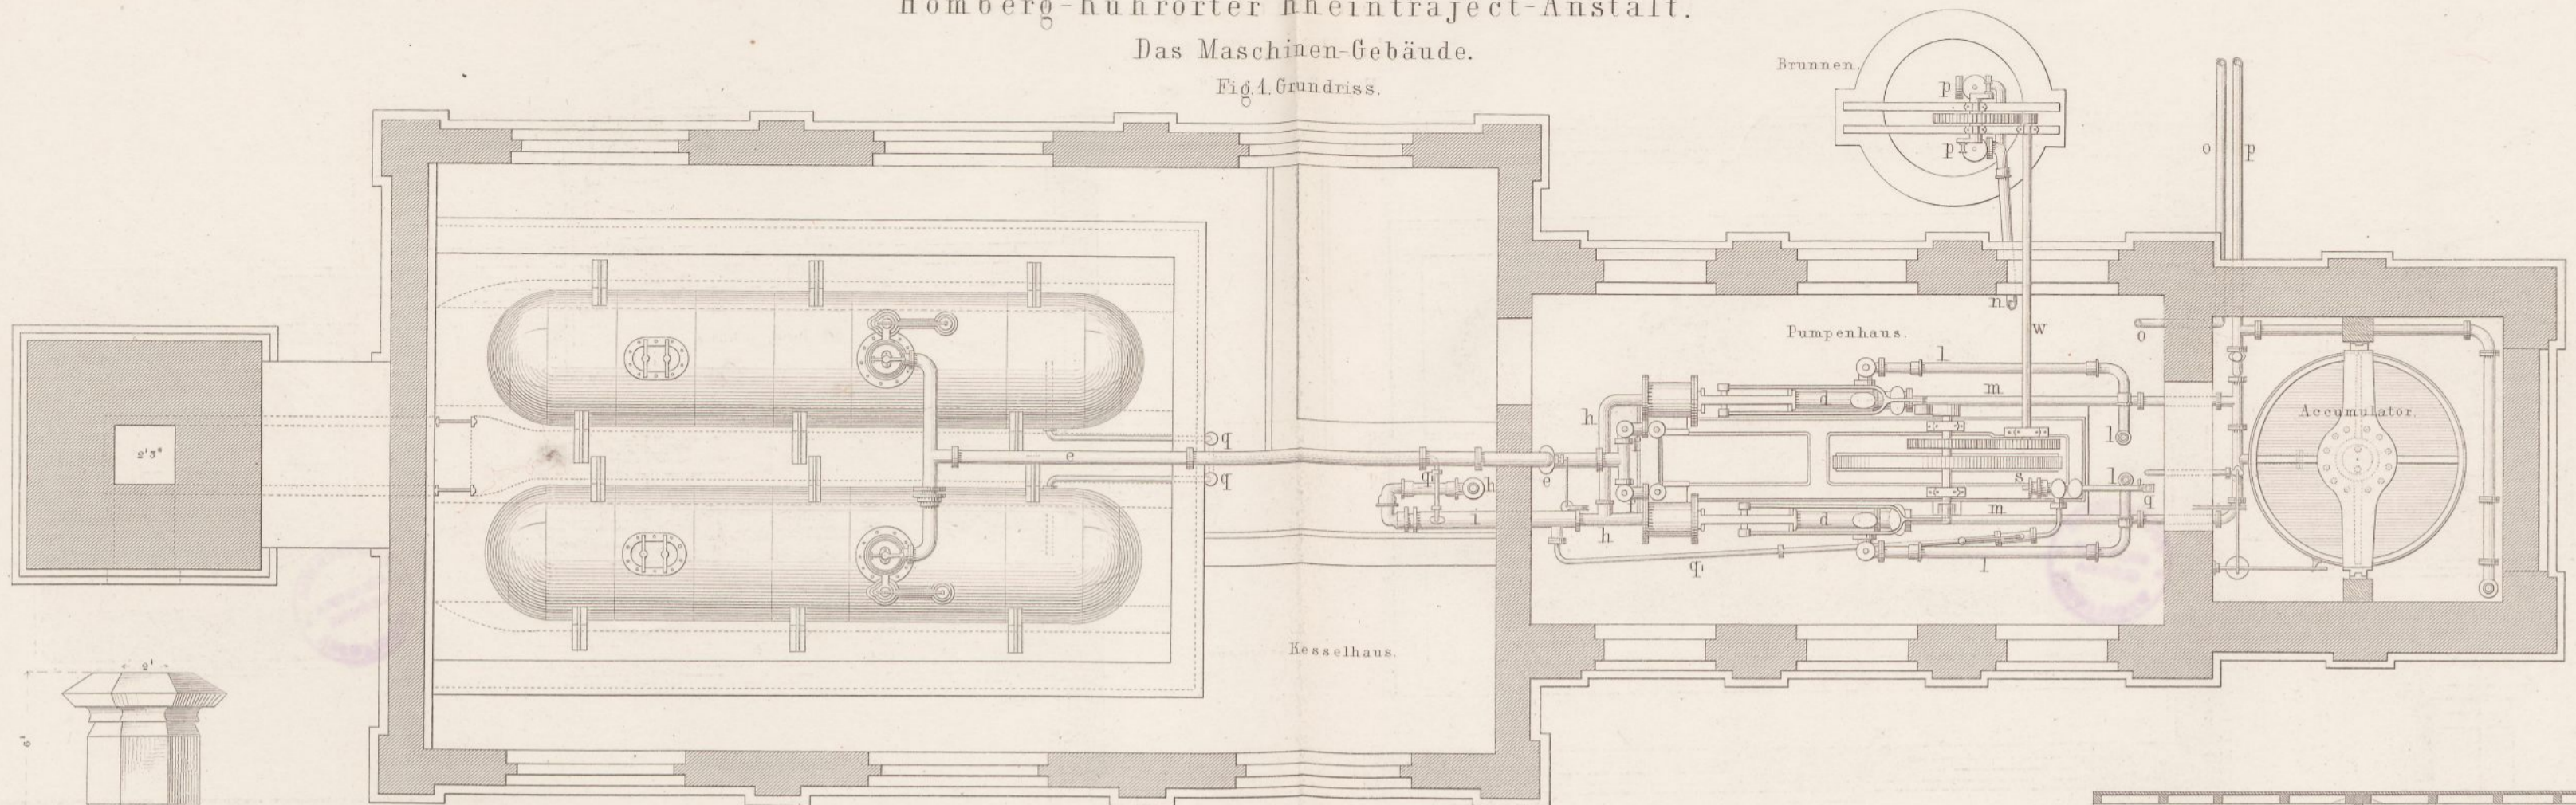 Homberg-Ruhrorter Rheintraject-Anstalt.
Das Maschinen-Gebäude.
Fig. 1. Grundriss.
Brunnen.
p
p
o
p
n
w
Pumpenhaus.
o
l
m
d
h
l
Accumulator.
2'3"
q
e
q
q
h
e
s
l
q
i
h
d
m
q
l
Kesselhaus.
2'
6'